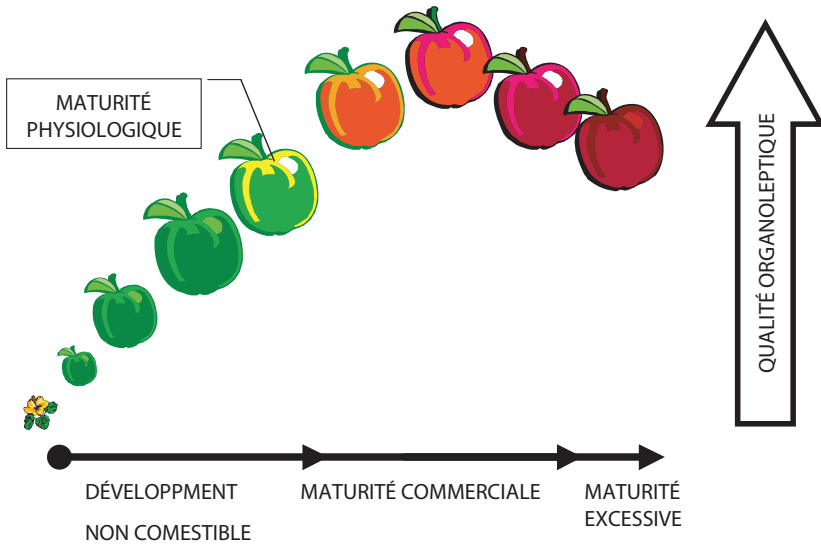 MATURITÉ
PHYSIOLOGIQUE
QUALITÉ ORGANOLEPTIQUE
DÉVELOPPMENT
NON COMESTIBLE
MATURITÉ COMMERCIALE
MATURITÉ
EXCESSIVE